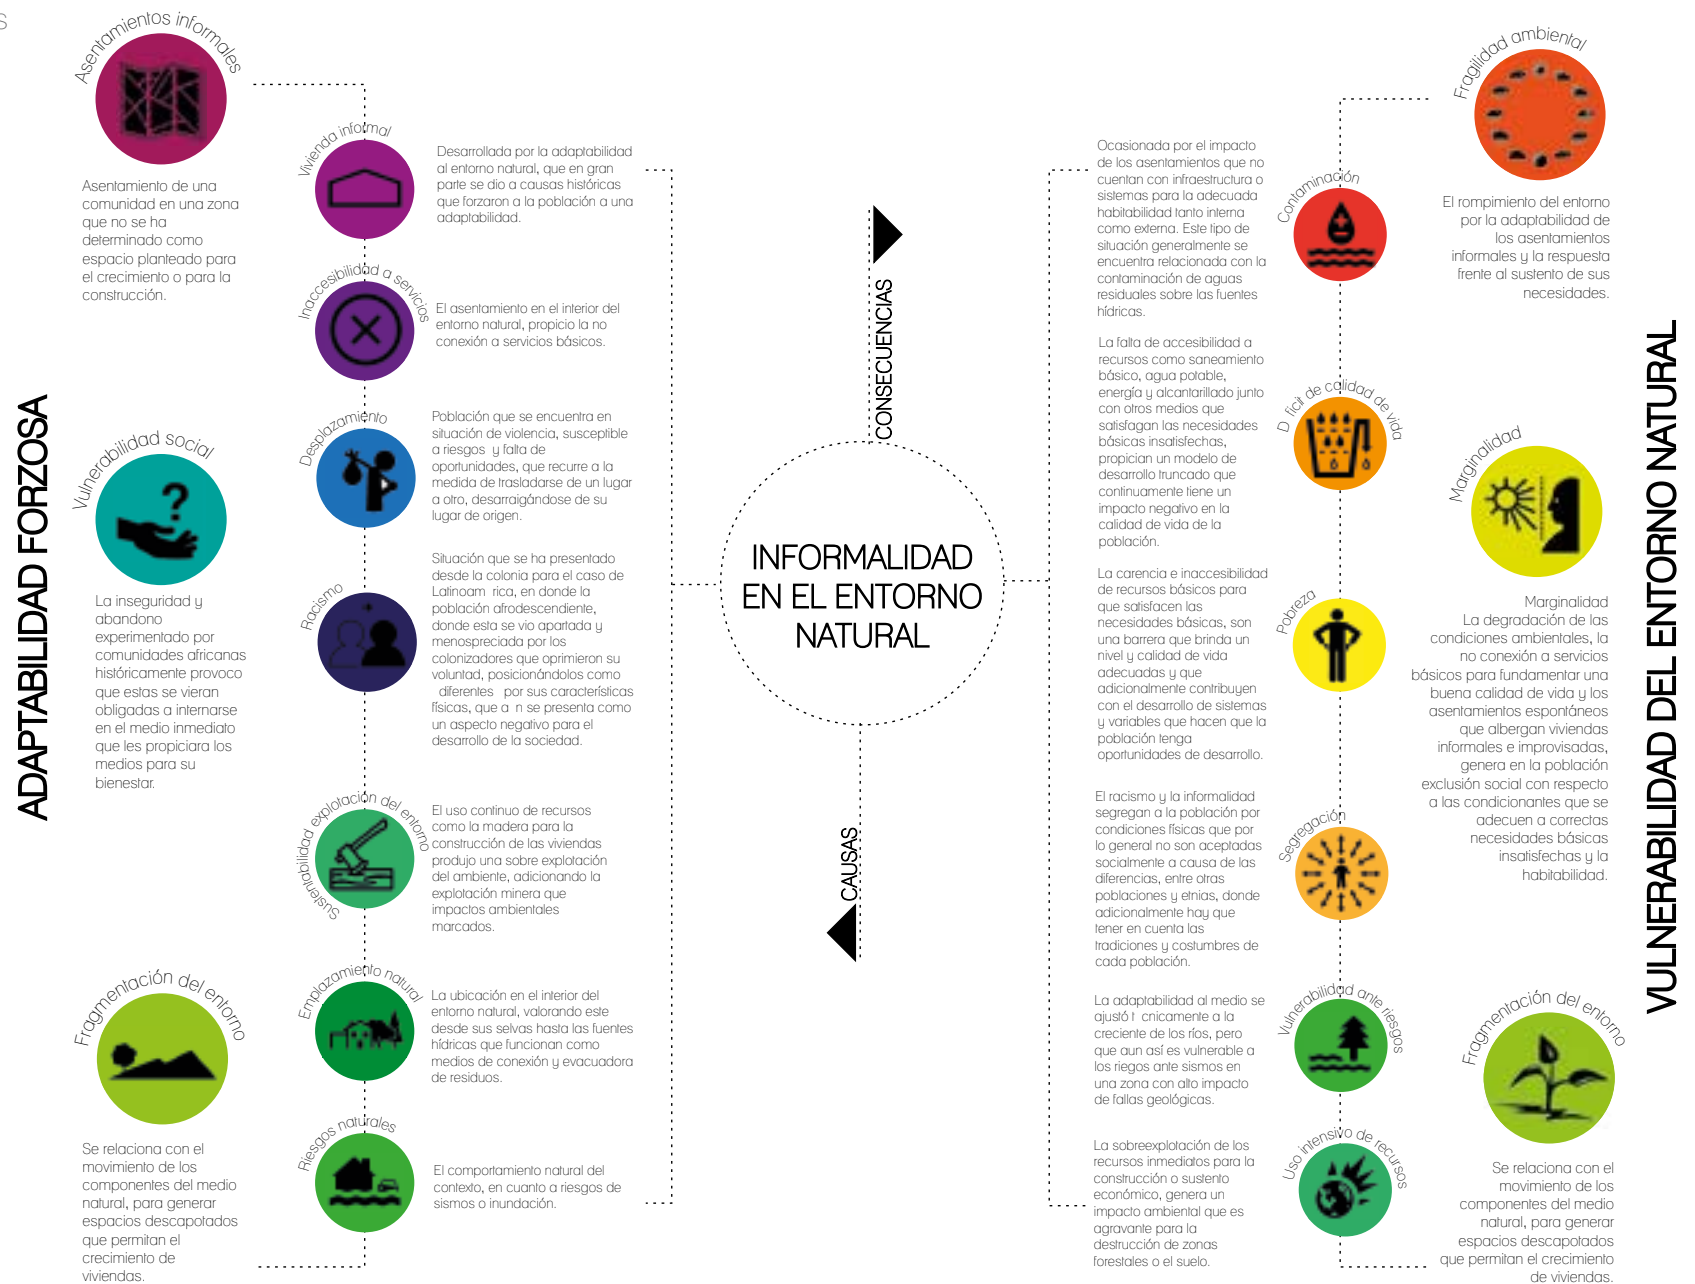 S
ADAPTABILIDAD FORZOSA
Asentamientos informales
Asentamiento de una
comunidad en una zona
que no se ha
determinado como
espacio planteado para
el crecimiento o para la
construcción.
Vulnerabilidad social
La inseguridad y
abandono
experimentado por
comunidades africanas
históricamente provoco
que estas se vieran
obligadas a internarse
en el medio inmediato
que les propiciara los
medios para su
bienestar.
Fragmentación del entorno
Se relaciona con el
movimiento de los
componentes del medio
natural, para generar
espacios descapotados
que permitan el
crecimiento de
viviendas.
Vivienda informal
Desarrollada por la adaptabilidad
al entorno natural, que en gran
parte se dio a causas históricas
que forzaron a la población a una
adaptabilidad.
Inaccesibilidad a servicios
El asentamiento en el interior del
entorno natural, propicio la no
conexión a servicios básicos.
Desplazamiento
Población que se encuentra en
situación de violencia, susceptible
a riesgos y falta de
oportunidades, que recurre a la
medida de trasladarse de un lugar
a otro, desarraigándose de su
lugar de origen.
Racismo
Situación que se ha presentado
desde la colonia para el caso de
Latinoam rica, en donde la
población afrodescendiente,
donde esta se vio apartada y
menospreciada por los
colonizadores que oprimieron su
voluntad, posicionándolos como
diferentes por sus características
físicas, que a n se presenta como
un aspecto negativo para el
desarrollo de la sociedad.
Sustentabilidad explotación del entorno
El uso continuo de recursos
como la madera para la
construcción de las viviendas
produjo una sobre explotación
del ambiente, adicionando la
explotación minera que
impactos ambientales
marcados.
Emplazamiento natural
La ubicación en el interior del
entorno natural, valorando este
desde sus selvas hasta las fuentes
hídricas que funcionan como
medios de conexión y evacuadora
de residuos.
Riesgos naturales
El comportamiento natural del
contexto, en cuanto a riesgos de
sismos o inundación.
CONSECUENCIAS
INFORMALIDAD
EN EL ENTORNO
NATURAL
CAUSAS
Ocasionada por el impacto
de los asentamientos que no
cuentan con infraestructura o
sistemas para la adecuada
habitabilidad tanto interna
como externa. Este tipo de
situación generalmente se
encuentra relacionada con la
contaminación de aguas
residuales sobre las fuentes
hídricas.
Contaminación
La falta de accesibilidad a
recursos como saneamiento
básico, agua potable,
energía y alcantarillado junto
con otros medios que
satisfagan las necesidades
básicas insatisfechas,
propician un modelo de
desarrollo truncado que
continuamente tiene un
impacto negativo en la
calidad de vida de la
población.
D ficit de calidad de vida
La carencia e inaccesibilidad
de recursos básicos para
que satisfacen las
necesidades básicas, son
una barrera que brinda un
nivel y calidad de vida
adecuadas y que
adicionalmente contribuyen
con el desarrollo de sistemas
y variables que hacen que la
población tenga
oportunidades de desarrollo.
Pobreza
El racismo y la informalidad
segregan a la población por
condiciones físicas que por
lo general no son aceptadas
socialmente a causa de las
diferencias, entre otras
poblaciones y etnias, donde
adicionalmente hay que
tener en cuenta las
tradiciones y costumbres de
cada población.
Segregación
La adaptabilidad al medio se
ajustó t cnicamente a la
creciente de los ríos, pero
que aun así es vulnerable a
los riegos ante sismos en
una zona con alto impacto
de fallas geológicas.
Vulnerabilidad ante riesgos
La sobreexplotación de los
recursos inmediatos para la
construcción o sustento
económico, genera un
impacto ambiental que es
agravante para la
destrucción de zonas
forestales o el suelo.
Uso intensivo de recursos
Fragilidad ambiental
El rompimiento del entorno
por la adaptabilidad de
los asentamientos
informales y la respuesta
frente al sustento de sus
necesidades.
Marginalidad
Marginalidad
La degradación de las
condiciones ambientales, la
no conexión a servicios
básicos para fundamentar una
buena calidad de vida y los
asentamientos espontáneos
que albergan viviendas
informales e improvisadas,
genera en la población
exclusión social con respecto
a las condicionantes que se
adecuen a correctas
necesidades básicas
insatisfechas y la
habitabilidad.
Fragmentación del entorno
Se relaciona con el
movimiento de los
componentes del medio
natural, para generar
espacios descapotados
que permitan el crecimiento
de viviendas.
VULNERABILIDAD DEL ENTORNO NATURAL